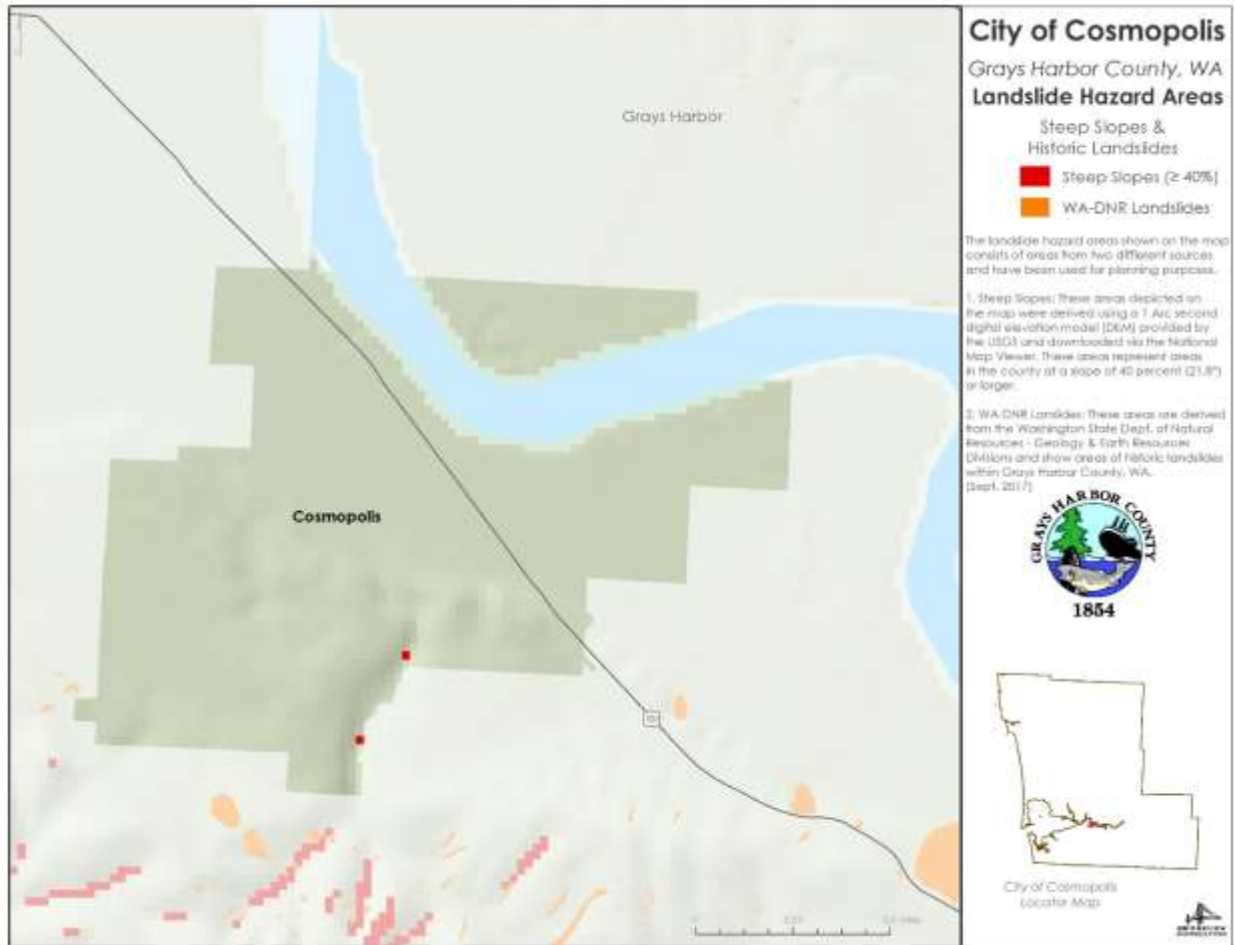 Grays Harbor
Cosmopolis
City of Cosmopolis
Grays Harbor County, WA
Landslide Hazard Areas
Steep Slopes &
Historic Landslides
Steep Slopes (≥ 40%)
WA-DNR Landslides
The landslide hazard areas shown on the map
consists of areas from two different sources
and have been used for planning purposes.
1. Steep Slopes: These areas depicted on
the map were derived using a 1 Arc second
digital elevation model (DEM) provided by
the USGS and downloaded via the National
Map Viewer. These areas represent areas
in the county at a slope of 40 percent (21.8°)
or larger.
2. WA-DNR Landslides: These areas are derived
from the Washington State Dept. of Natural
Resources - Geology & Earth Resources
Divisions and show areas of historic landslides
within Grays Harbor County, WA.
(Sept. 2017)
GRAYS HARBOR COUNTY
1854
City of Cosmopolis
Locator Map